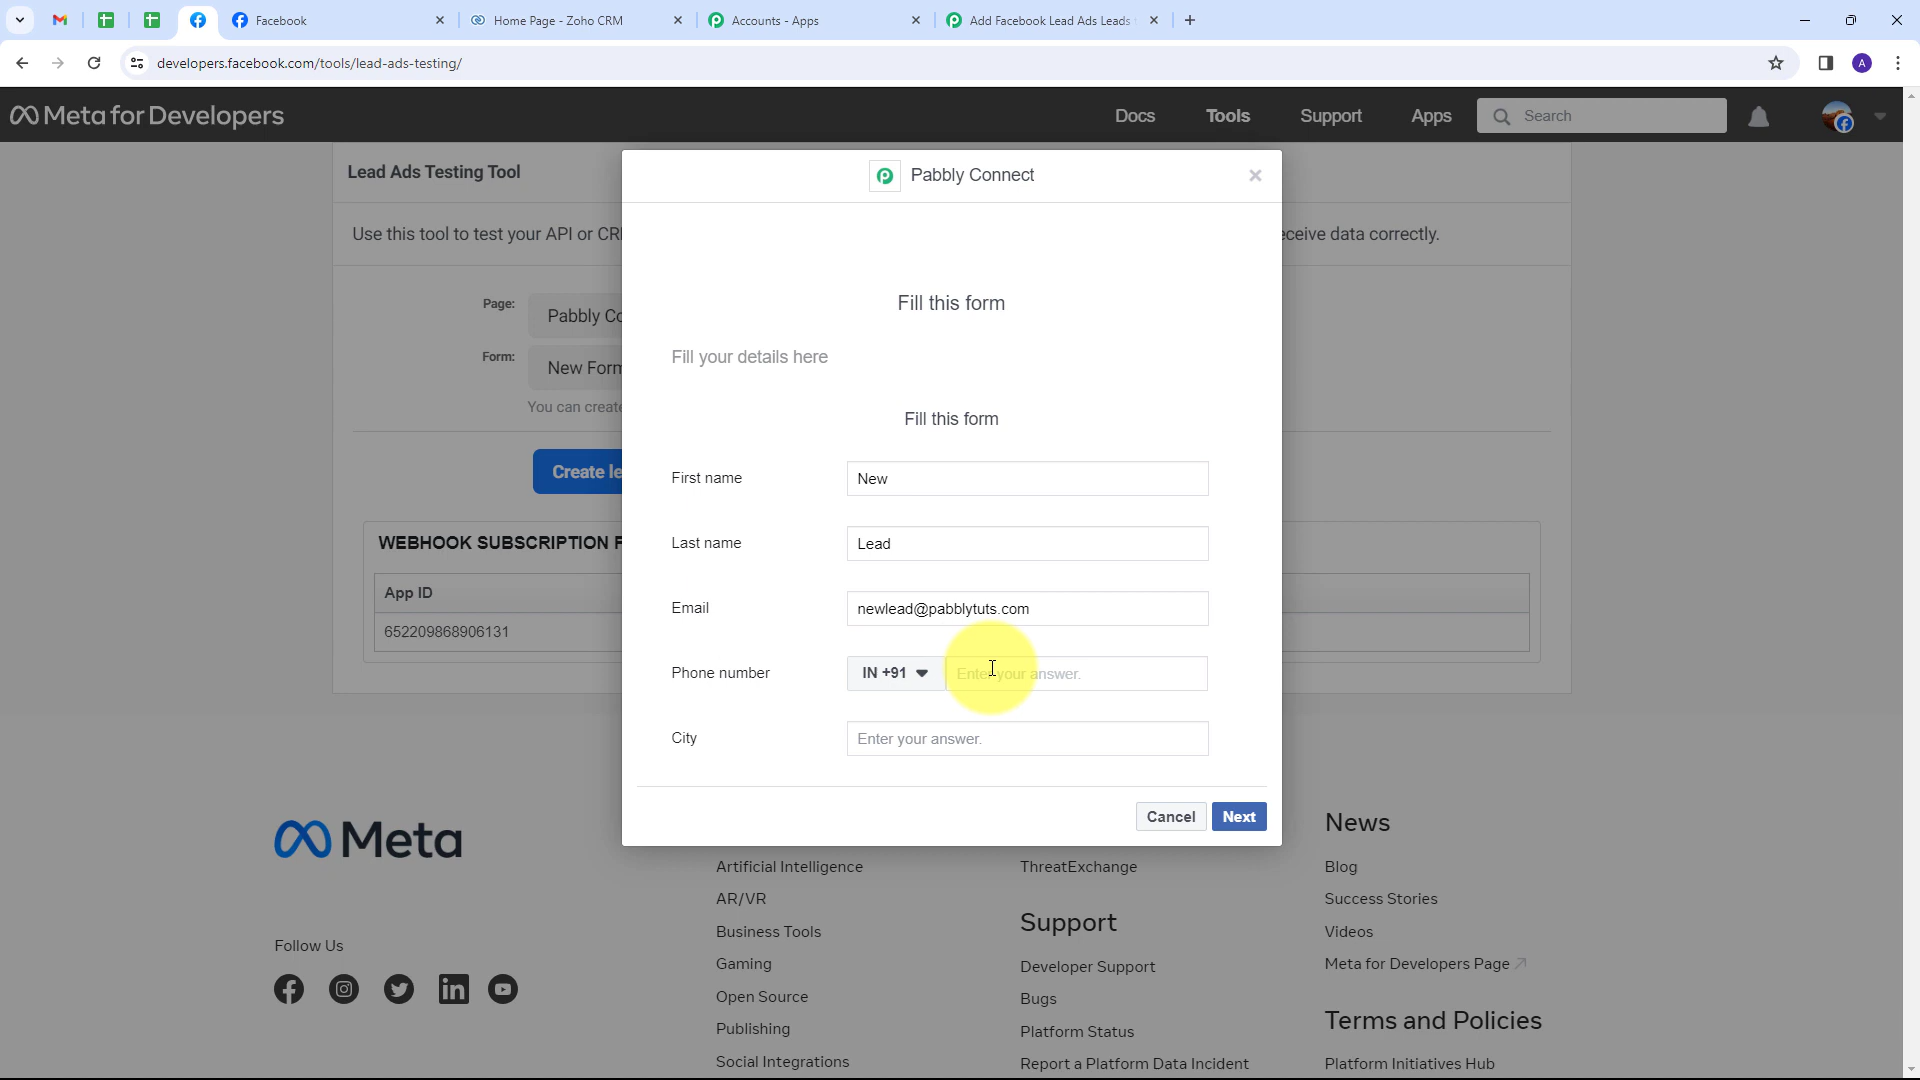 Facebook
Home Page - Zoho CRM
Accounts - Apps
Add Facebook Lead Ads Leads
developers.facebook.com/tools/lead-ads-testing/
A
Meta for Developers
Docs
Tools
Support
Apps
Search
Lead Ads Testing Tool
Pabbly Connect
Use this tool to test your API or
eceive data correctly.
Page:
Pabbly
Form:
New Form
You can create
Create
Fill this form
Fill your details here
Fill this form
First name
New
Last name
Lead
Email
newlead@pabblytuts.com
Phone number
IN +91
Enter your answer.
City
Enter your answer.
Cancel
Next
WEBHOOK SUBSCRIPTION
App ID
652209868906131
Meta
Follow Us
Artificial Intelligence
AR/VR
Business Tools
Gaming
Open Source
Publishing
Social Integrations
ThreatExchange
Support
Developer Support
Bugs
Platform Status
Report a Platform Data Incident
News
Blog
Success Stories
Videos
Meta for Developers Page
Terms and Policies
Platform Initiatives Hub